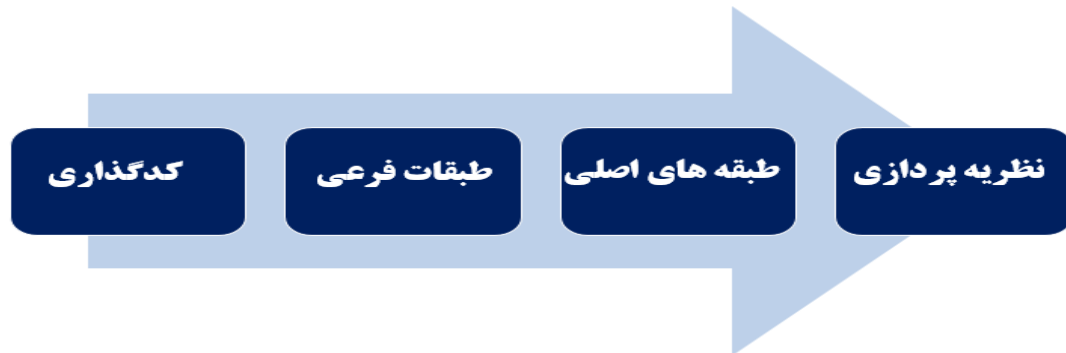 کدگذاری
طبقات فرعی
طبقه های اصلی
نظریه پردازی